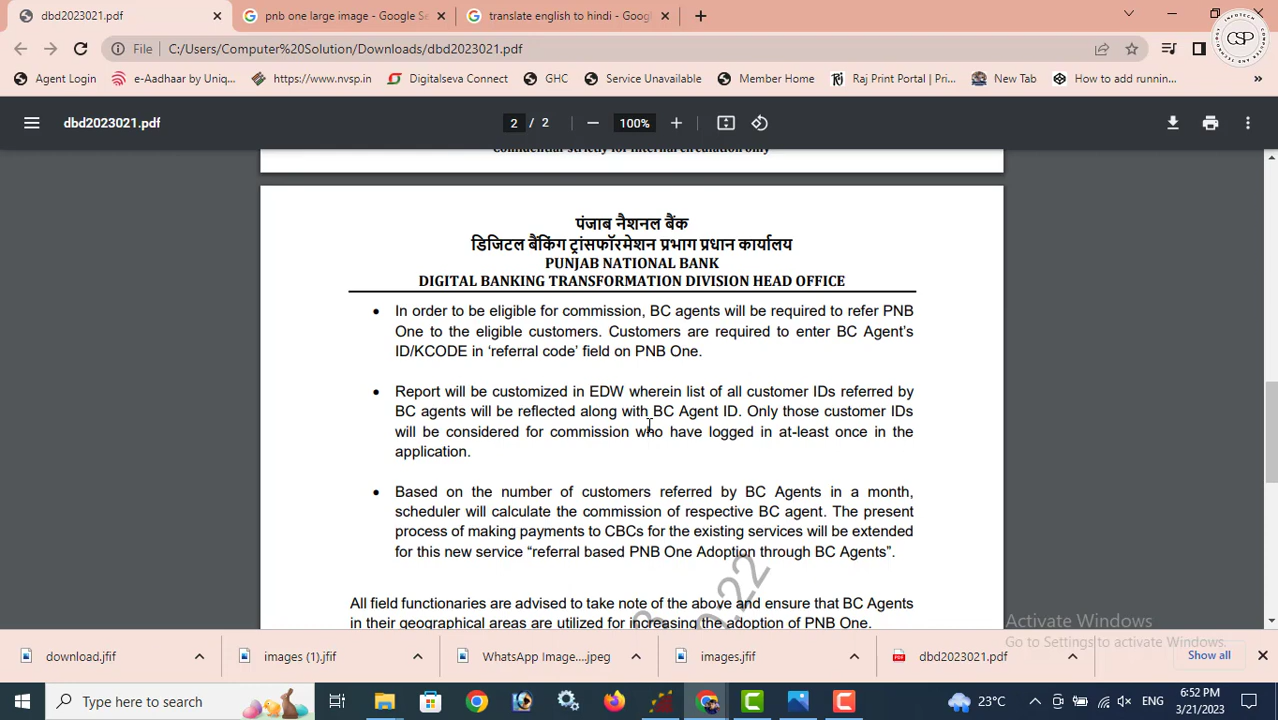 dbd2023021.pdf
pnb one large image - Google Se
translate english to hindi - Goog
INFOTECH
CSP
File
C:/Users/Computer%20Solution/Downloads/dbd2023021.pdf
Agent Login
e-Aadhaar by Uniq...
https://www.nvsp.in
Digitalseva Connect
GHC
Service Unavailable
Member Home
Raj Print Portal | Pri...
New Tab
How to add runnin...
dbd2023021.pdf
2 / 2
100%
Confidential strictly for internal circulation only
पंजाब नैशनल बैंक
डिजिटल बैंकिंग ट्रांसफॉरमेशन प्रभाग प्रधान कार्यालय
PUNJAB NATIONAL BANK
DIGITAL BANKING TRANSFORMATION DIVISION HEAD OFFICE
• In order to be eligible for commission, BC agents will be required to refer PNB
One to the eligible customers. Customers are required to enter BC Agent's
ID/KCODE in 'referral code' field on PNB One.
• Report will be customized in EDW wherein list of all customer IDs referred by
BC agents will be reflected along with BC Agent ID. Only those customer IDs
will be considered for commission who have logged in at-least once in the
application.
• Based on the number of customers referred by BC Agents in a month,
scheduler will calculate the commission of respective BC agent. The present
process of making payments to CBCs for the existing services will be extended
for this new service “referral based PNB One Adoption through BC Agents”.
All field functionaries are advised to take note of the above and ensure that BC Agents
in their geographical areas are utilized for increasing the adoption of PNB One.
Activate Windows
Go to Settings to activate Windows.
download.jfif
images (1).jfif
WhatsApp Image....jpeg
images.jfif
dbd2023021.pdf
Show all
Type here to search
23°C
ENG
6:52 PM
3/21/2023